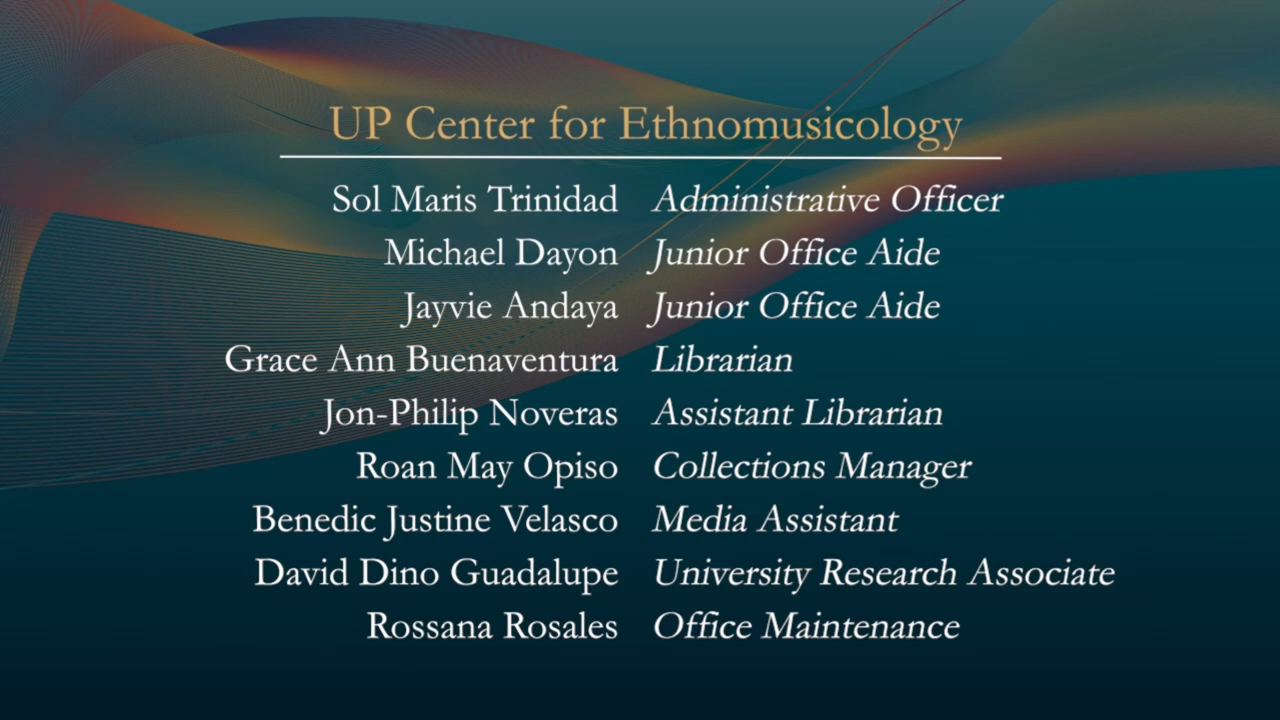 UP Center for Ethnomusicology
Sol Maris Trinidad Administrative Officer
Michael Dayon Junior Office Aide
Jayvie Andaya Junior Office Aide
Grace Ann Buenaventura Librarian
Jon-Philip Noveras Assistant Librarian
Roan May Opiso Collections Manager
Benedic Justine Velasco Media Assistant
David Dino Guadalupe University Research Associate
Rossana Rosales Office Maintenance